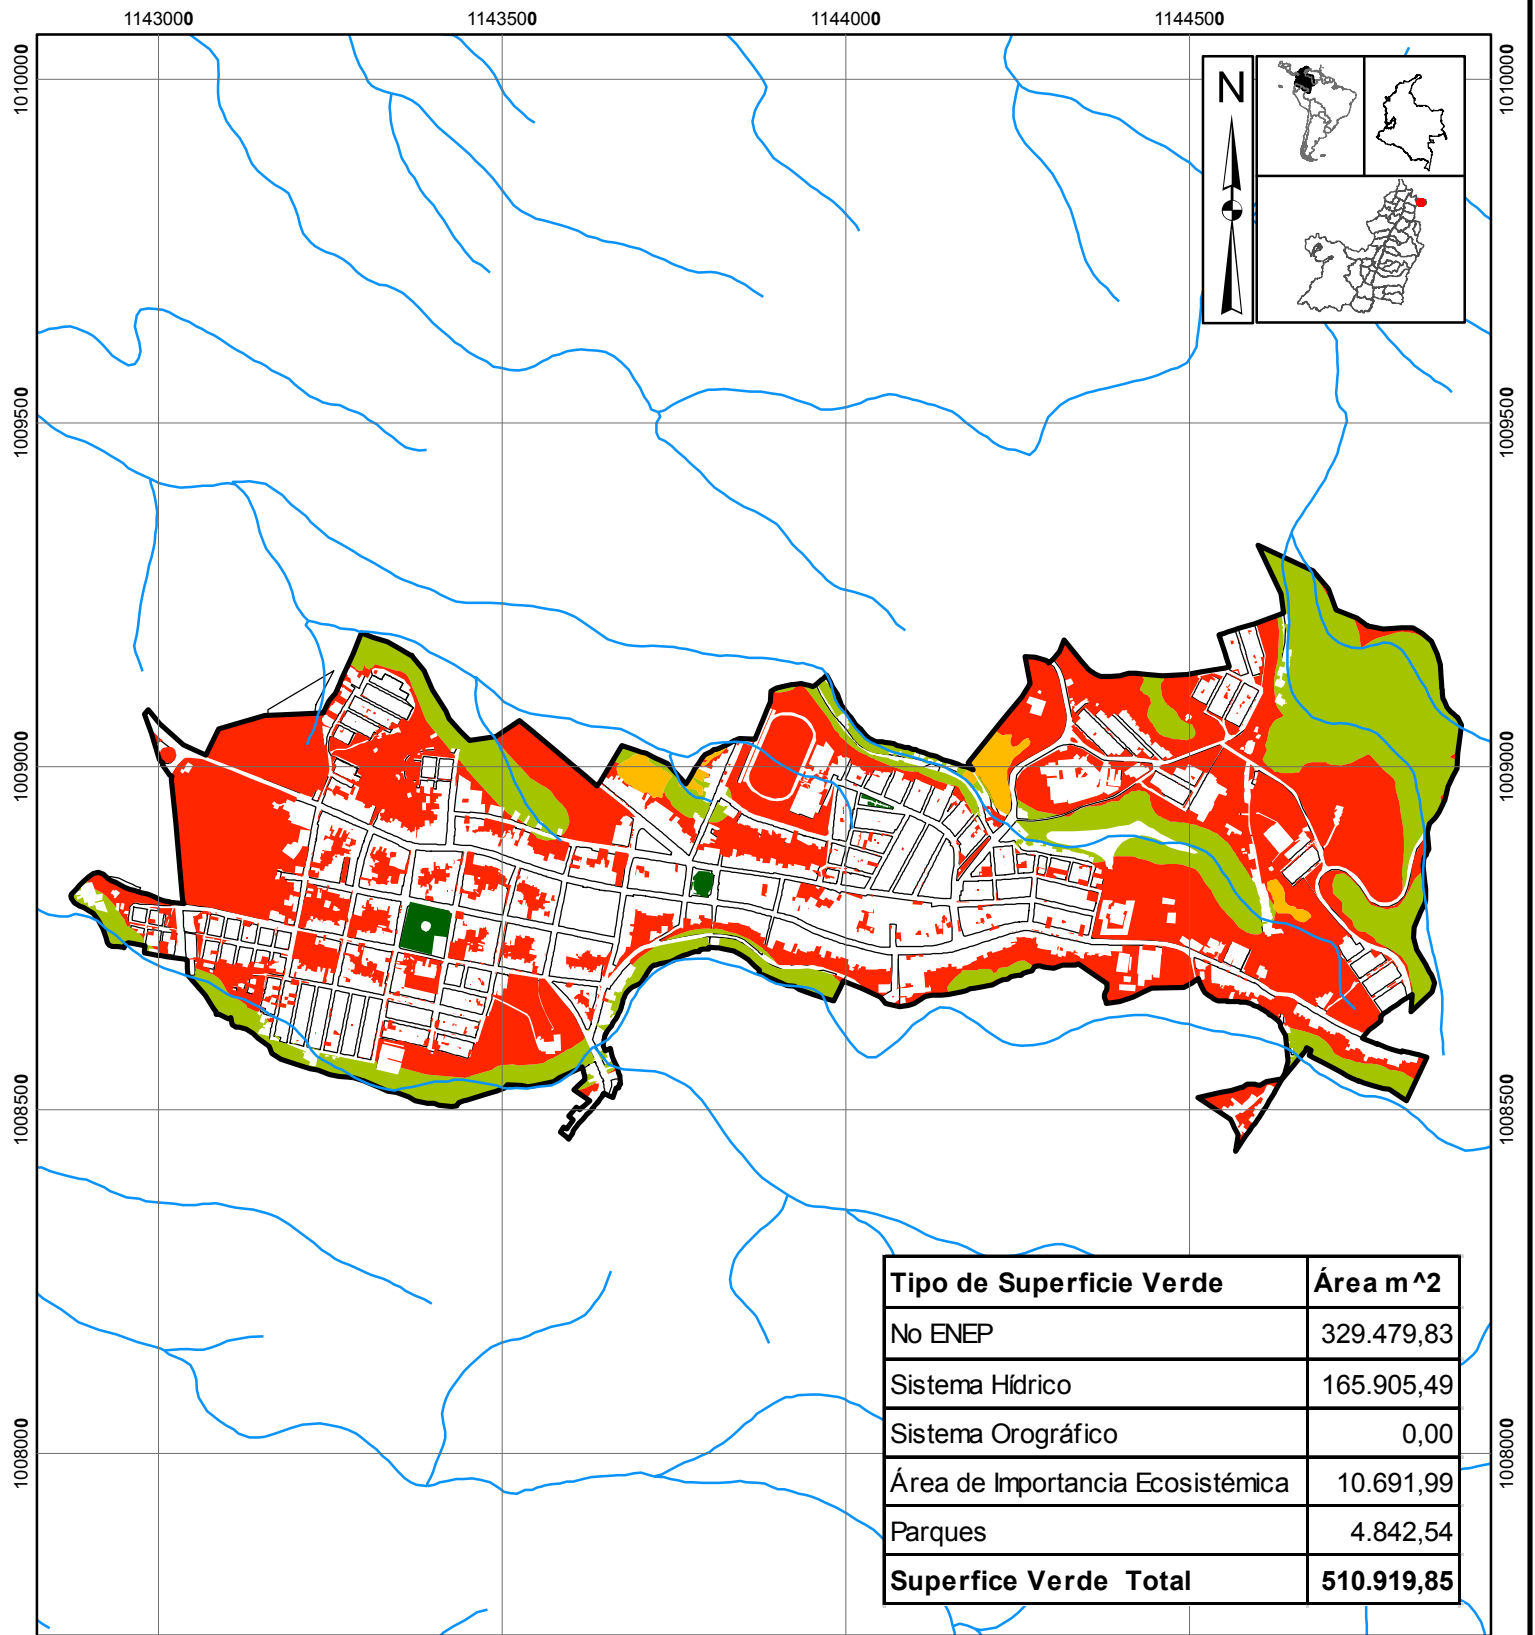 1143000 1143500 1144000 1144500
1010000 1010000
N
1009500 1009500
1009000 1009000
1008500 1008500
1008000 1008000
Tipo de Superficie Verde Área m^2
No ENEP 329.479,83
Sistema Hídrico 165.905,49
Sistema Orográfico 0,00
Área de Importancia Ecosistémica 10.691,99
Parques 4.842,54
Superfice Verde Total 510.919,85